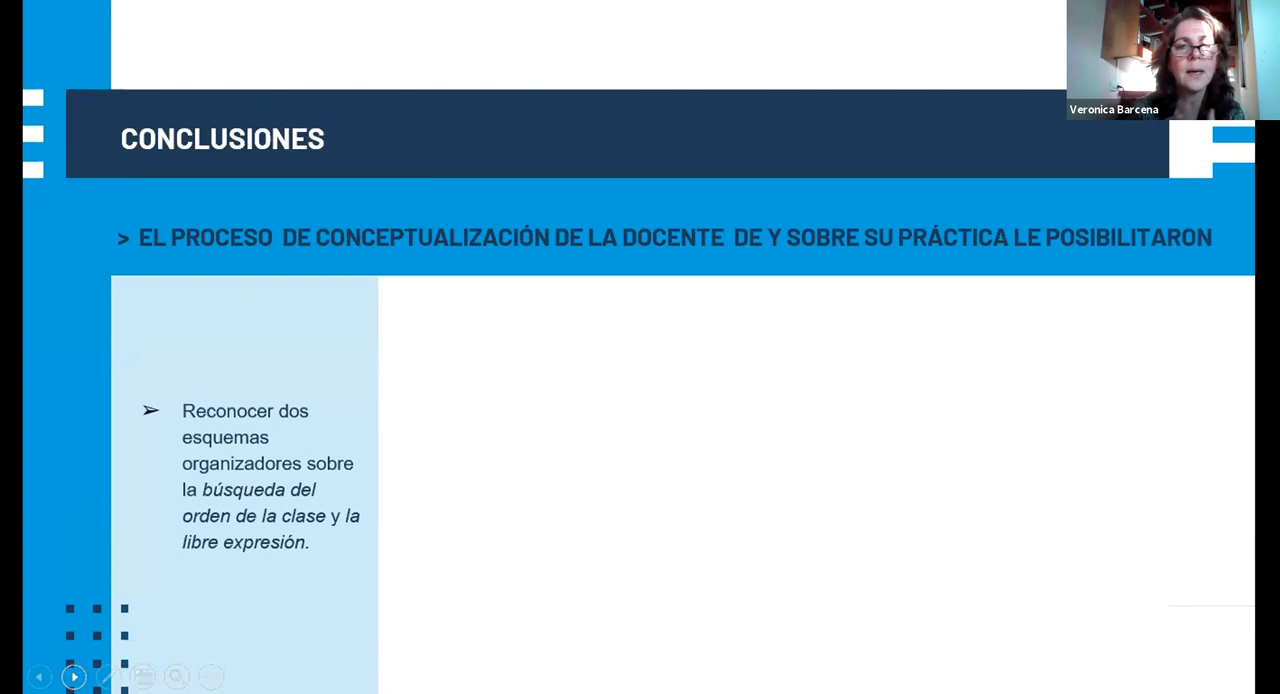 Veronica Barcena
CONCLUSIONES
> EL PROCESO DE CONCEPTUALIZACIÓN DE LA DOCENTE DE Y SOBRE SU PRÁCTICA LE POSIBILITARON
➢ Reconocer dos
esquemas
organizadores sobre
la búsqueda del
orden de la clase y la
libre expresión.